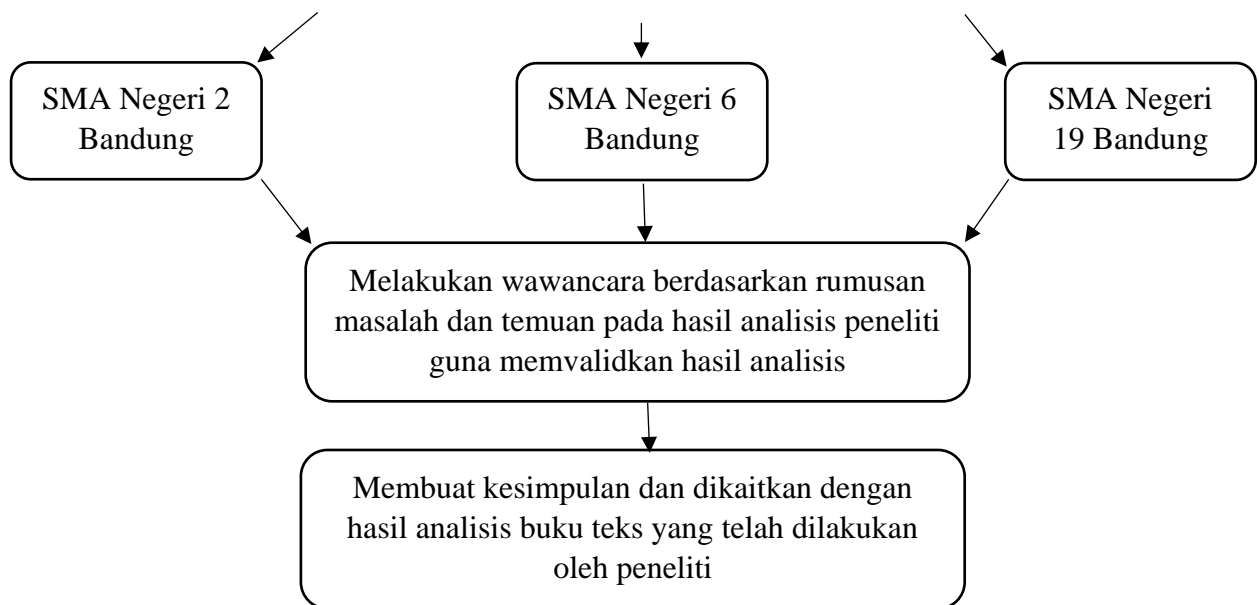 SMA Negeri 2
Bandung
SMA Negeri 6
Bandung
SMA Negeri
19 Bandung
Melakukan wawancara berdasarkan rumusan
masalah dan temuan pada hasil analisis peneliti
guna memvalidkan hasil analisis
Membuat kesimpulan dan dikaitkan dengan
hasil analisis buku teks yang telah dilakukan
oleh peneliti